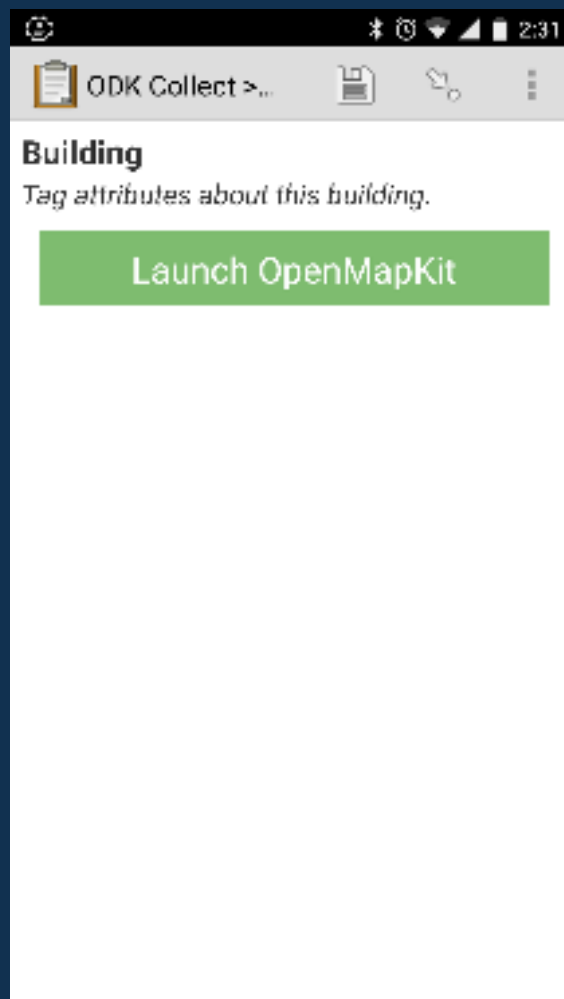 2:31
ODK Collect >...
Building
Tag attributes about this building.
Launch OpenMapKit